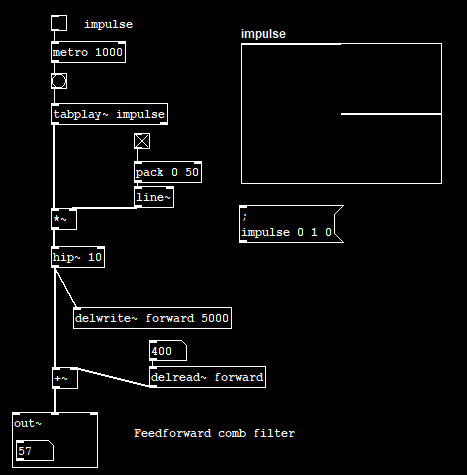 impulse
metro 1000
tabplay~ impulse
pack 0 50
line~
*~
hip~ 10
delwrite~ forward 5000
400
delread~ forward
+~
out~
57
impulse
;
impulse 0 1 0
Feedforward comb filter